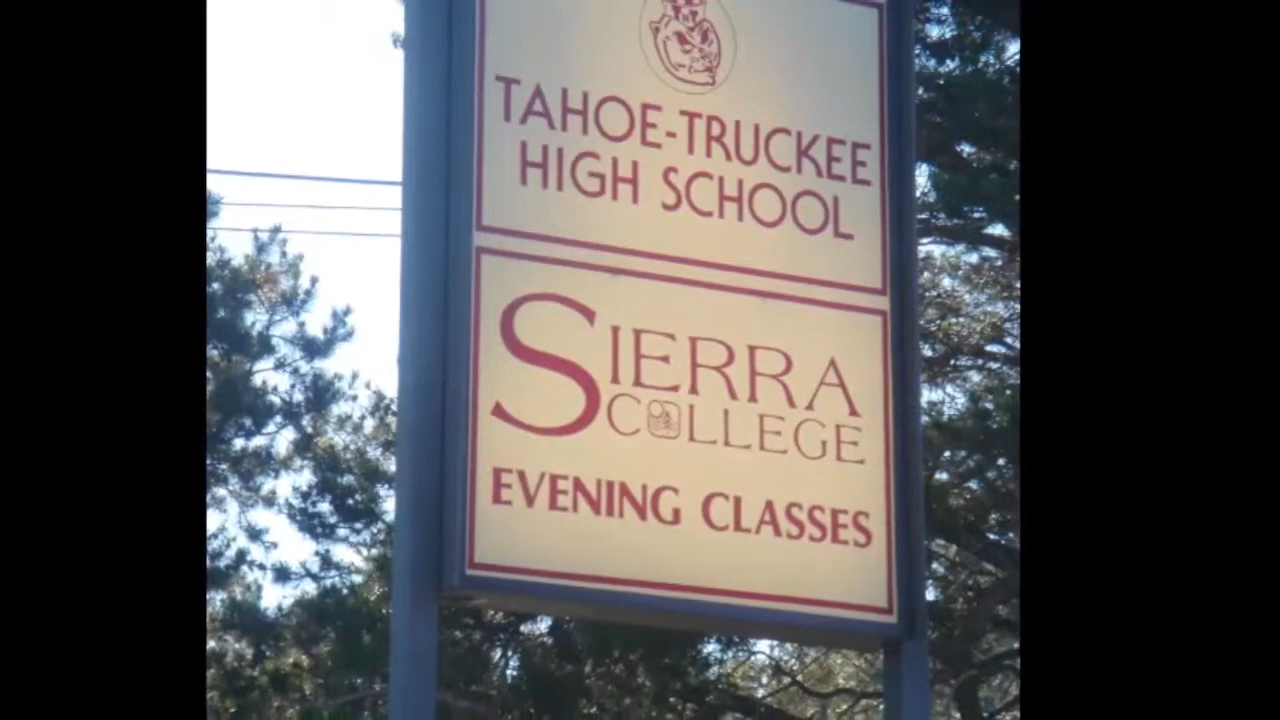 TAHOE-TRUCKEE
HIGH SCHOOL
SIERRA
COLLEGE
EVENING CLASSES